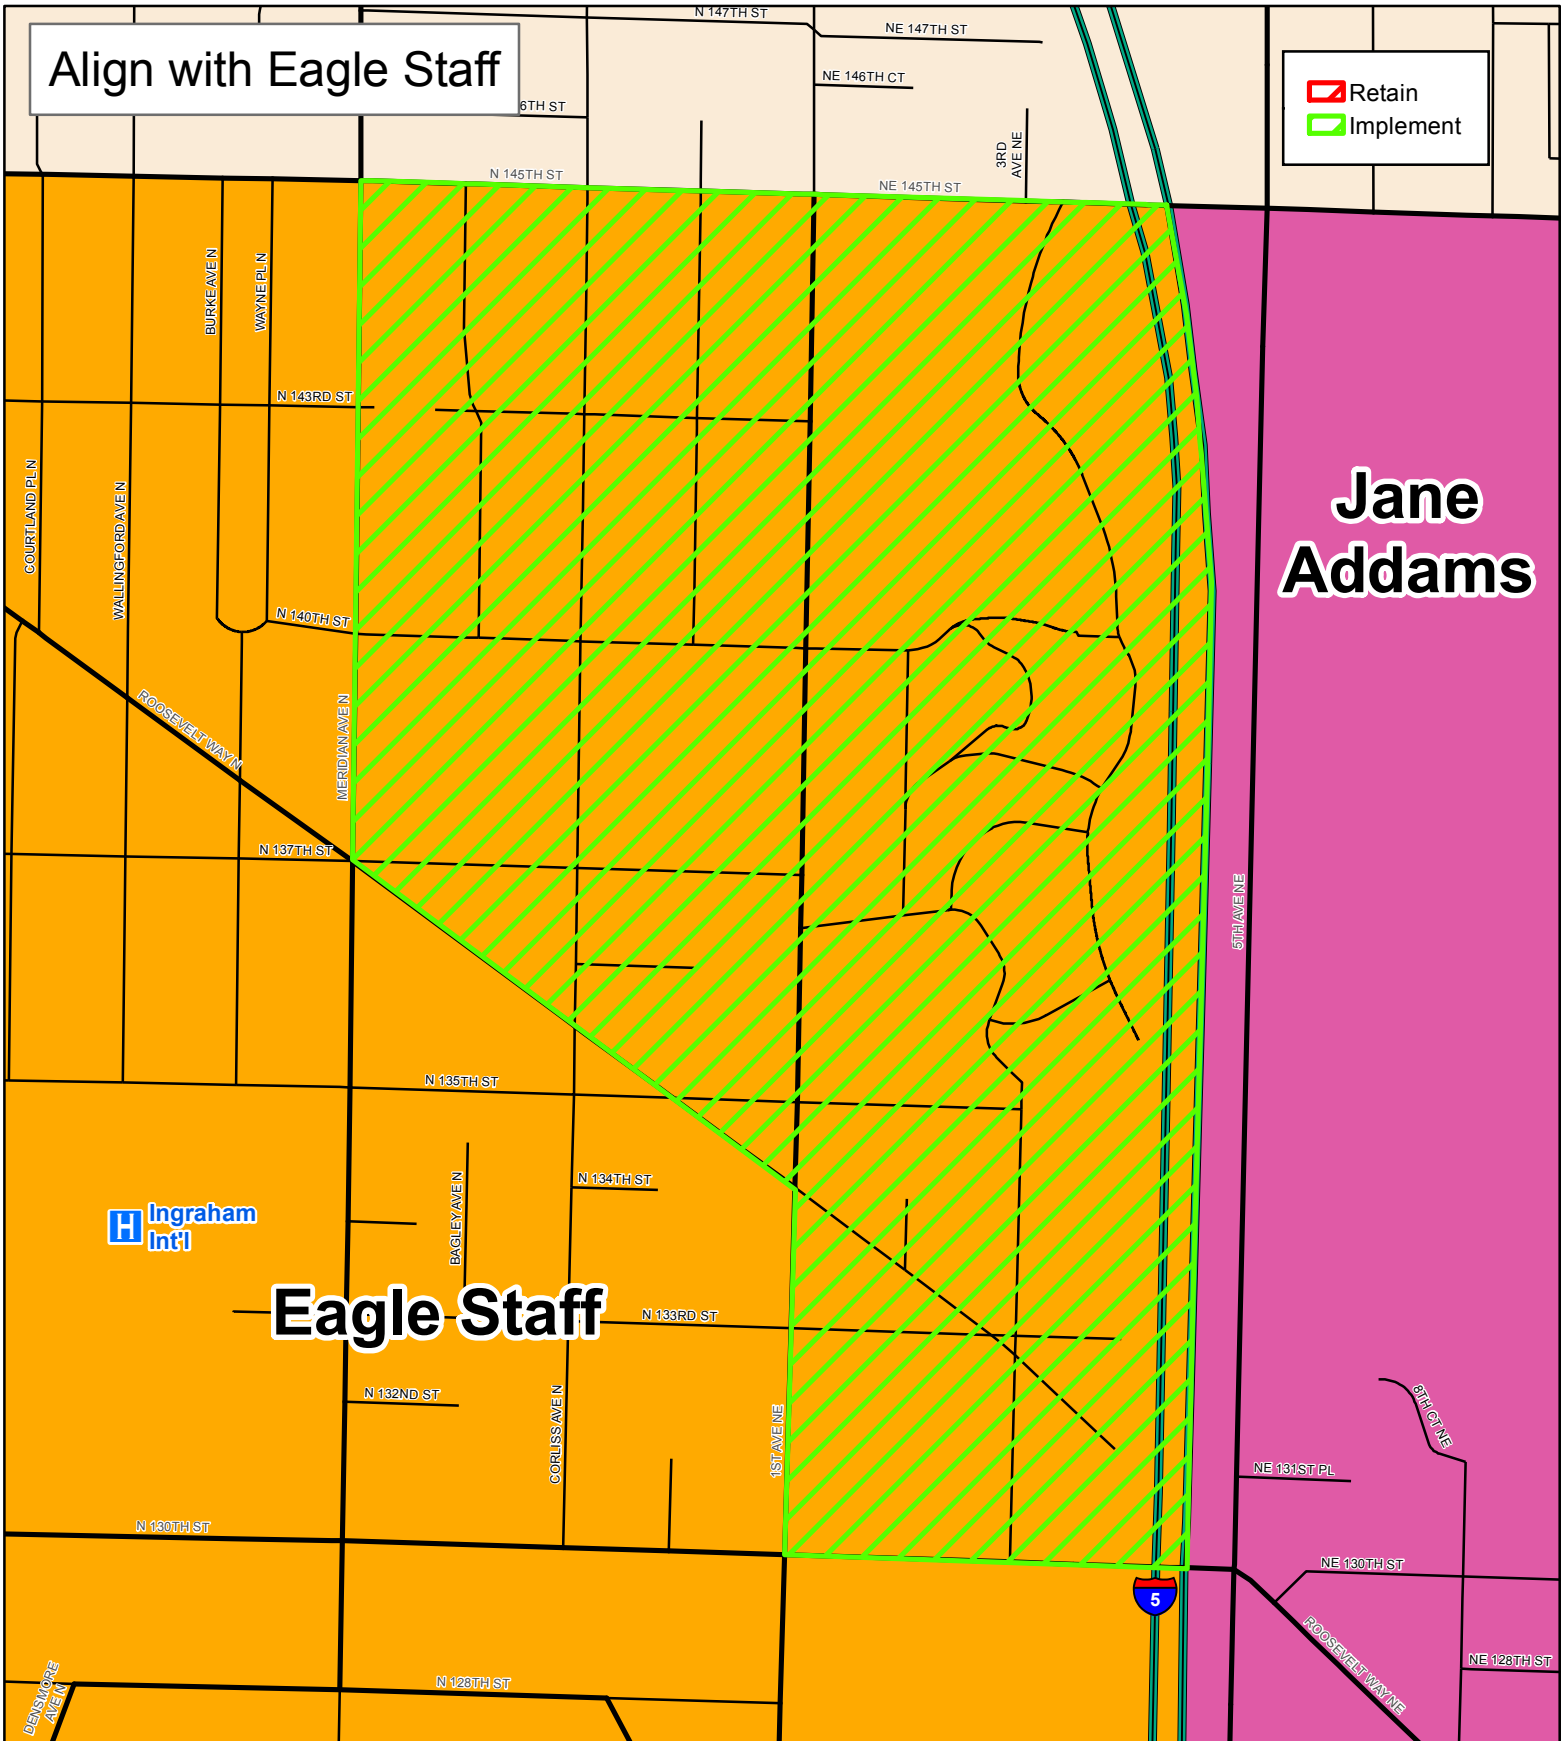 N 147TH ST
NE 147TH ST
Align with Eagle Staff
NE 146TH CT
6TH ST
3RD
AVE NE
Retain
Implement
N 145TH ST
NE 145TH ST
BURKE AVE N
WAYNE PL N
N 143RD ST
COURTLAND PL N
WALLINGFORD AVE N
Jane
Addams
N 140TH ST
ROOSEVELT WAY N
MERIDIAN AVE N
N 137TH ST
5TH AVE NE
N 135TH ST
BAGLEY AVE N
N 134TH ST
H
Ingraham
Int'l
Eagle Staff
N 133RD ST
N 132ND ST
CORLISS AVE N
1ST AVE NE
8TH CT NE
NE 131ST PL
N 130TH ST
NE 130TH ST
5
ROOSEVELT WAY NE
NE 128TH ST
DENSMORE
AVE N
N 128TH ST